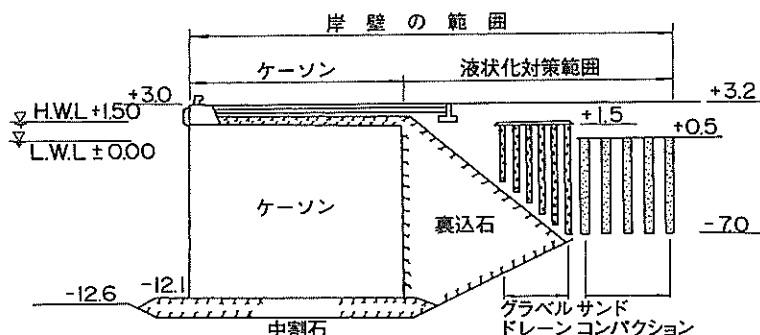 岸壁の範囲
ケーソン
液状化対策範囲
+3.0
+3.2
H.W.L +1.50
+1.5
+0.5
L.W.L ±0.00
ケーソン
裏込石
-7.0
-12.1
-12.6
中割石
グラベル サンド
ドレーン コンパクション